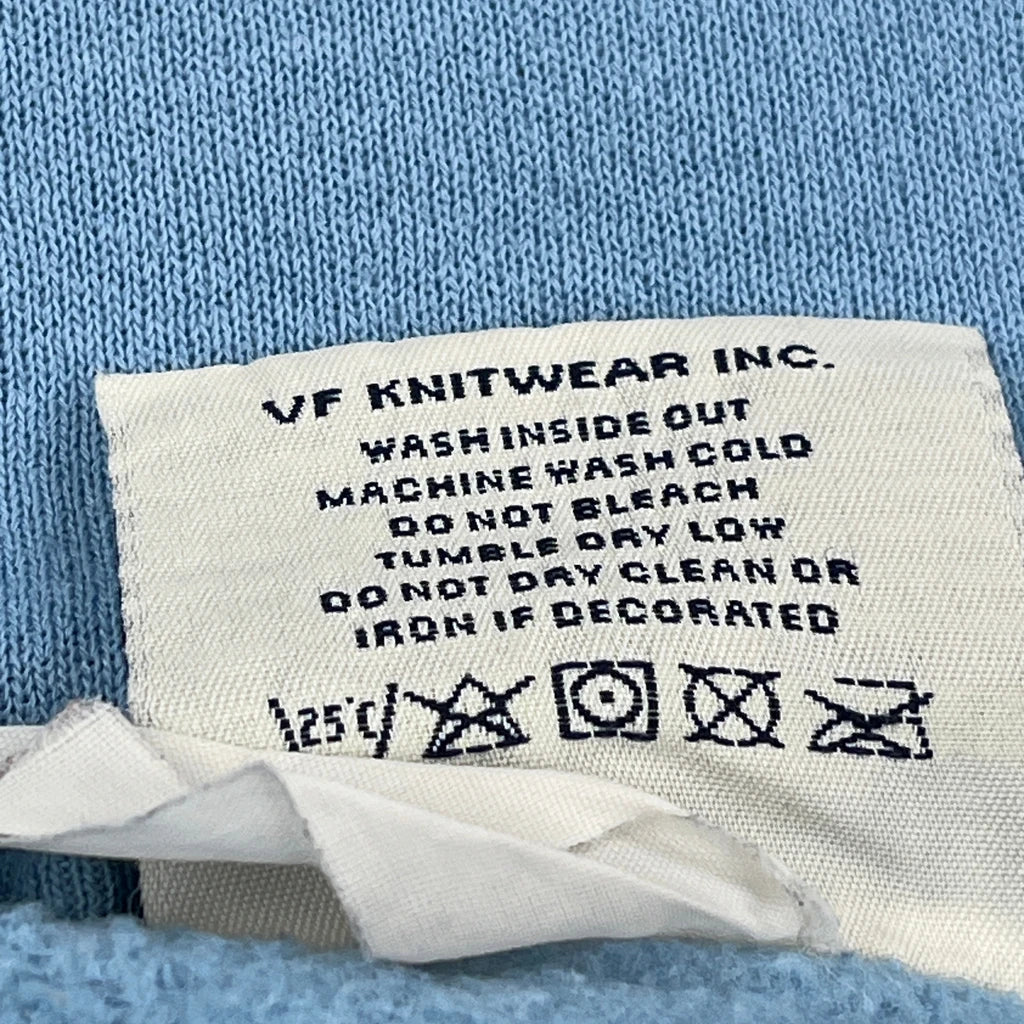 VF KNITWEAR INC.
WASH INSIDE OUT
MACHINE WASH COLD
DO NOT BLEACH
TUMBLE DRY LOW
DO NOT DRY CLEAN OR
IRON IF DECORATED
25°C